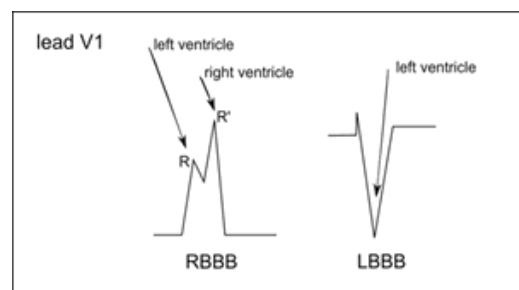 lead V1
left ventricle
right ventricle
left ventricle
R'
R
RBBB
LBBB